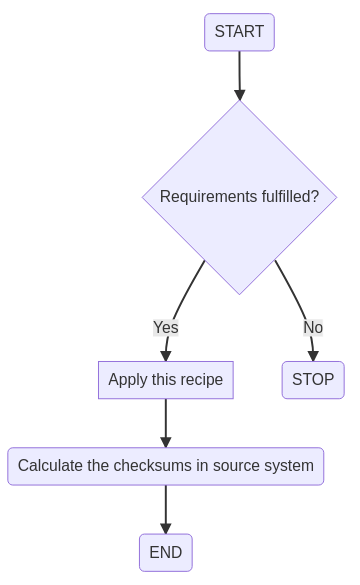 START
Requirements fulfilled?
Yes
No
Apply this recipe
STOP
Calculate the checksums in source system
END